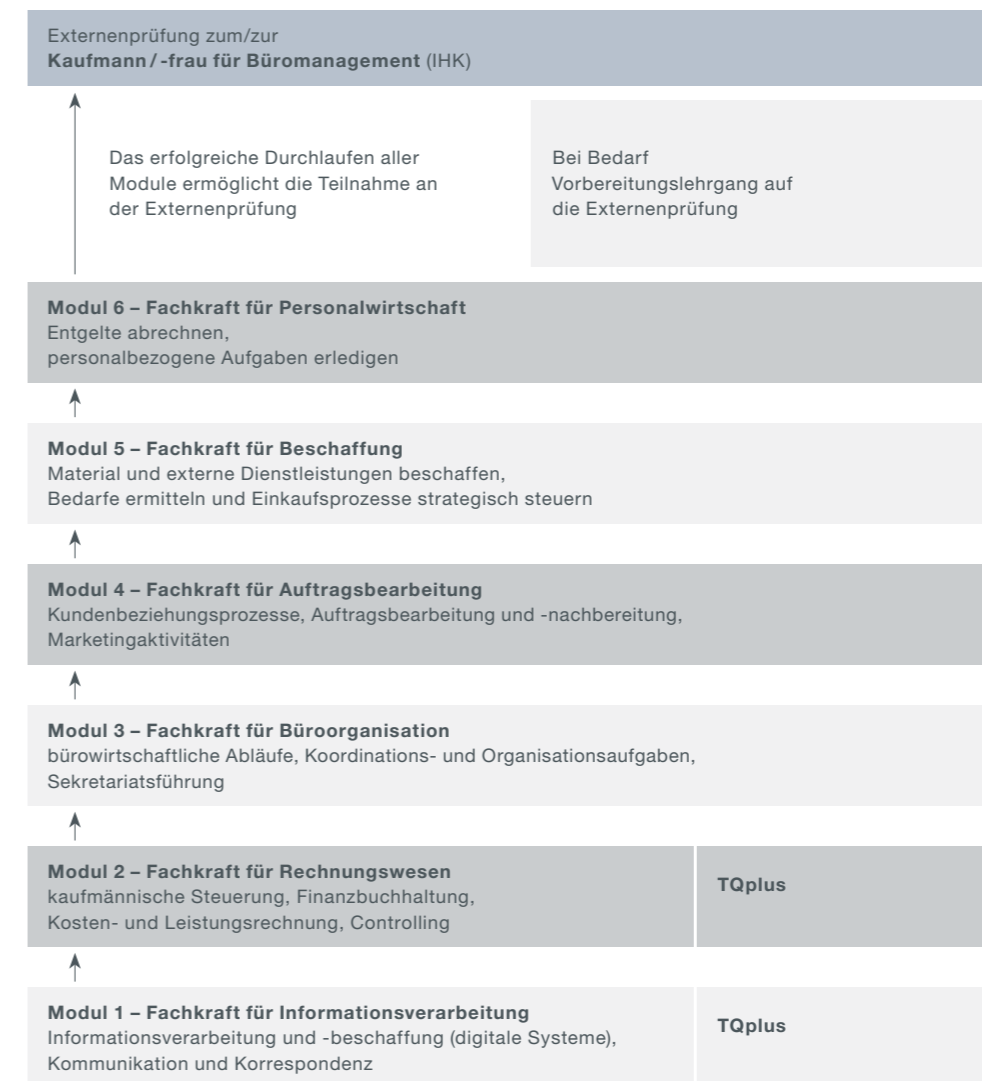 Externenprüfung zum/zur
Kaufmann / -frau für Büromanagement (IHK)
Das erfolgreiche Durchlaufen aller
Module ermöglicht die Teilnahme an
der Externenprüfung
Bei Bedarf
Vorbereitungslehrgang auf
die Externenprüfung
Modul 6 – Fachkraft für Personalwirtschaft
Entgelte abrechnen,
personalbezogene Aufgaben erledigen
Modul 5 – Fachkraft für Beschaffung
Material und externe Dienstleistungen beschaffen,
Bedarfe ermitteln und Einkaufsprozesse strategisch steuern
Modul 4 – Fachkraft für Auftragsbearbeitung
Kundenbeziehungsprozesse, Auftragsbearbeitung und -nachbereitung,
Marketingaktivitäten
Modul 3 – Fachkraft für Büroorganisation
bürowirtschaftliche Abläufe, Koordinations- und Organisationsaufgaben,
Sekretariatsführung
Modul 2 – Fachkraft für Rechnungswesen
kaufmännische Steuerung, Finanzbuchhaltung,
Kosten- und Leistungsrechnung, Controlling
TQplus
Modul 1 – Fachkraft für Informationsverarbeitung
Informationsverarbeitung und -beschaffung (digitale Systeme),
Kommunikation und Korrespondenz
TQplus